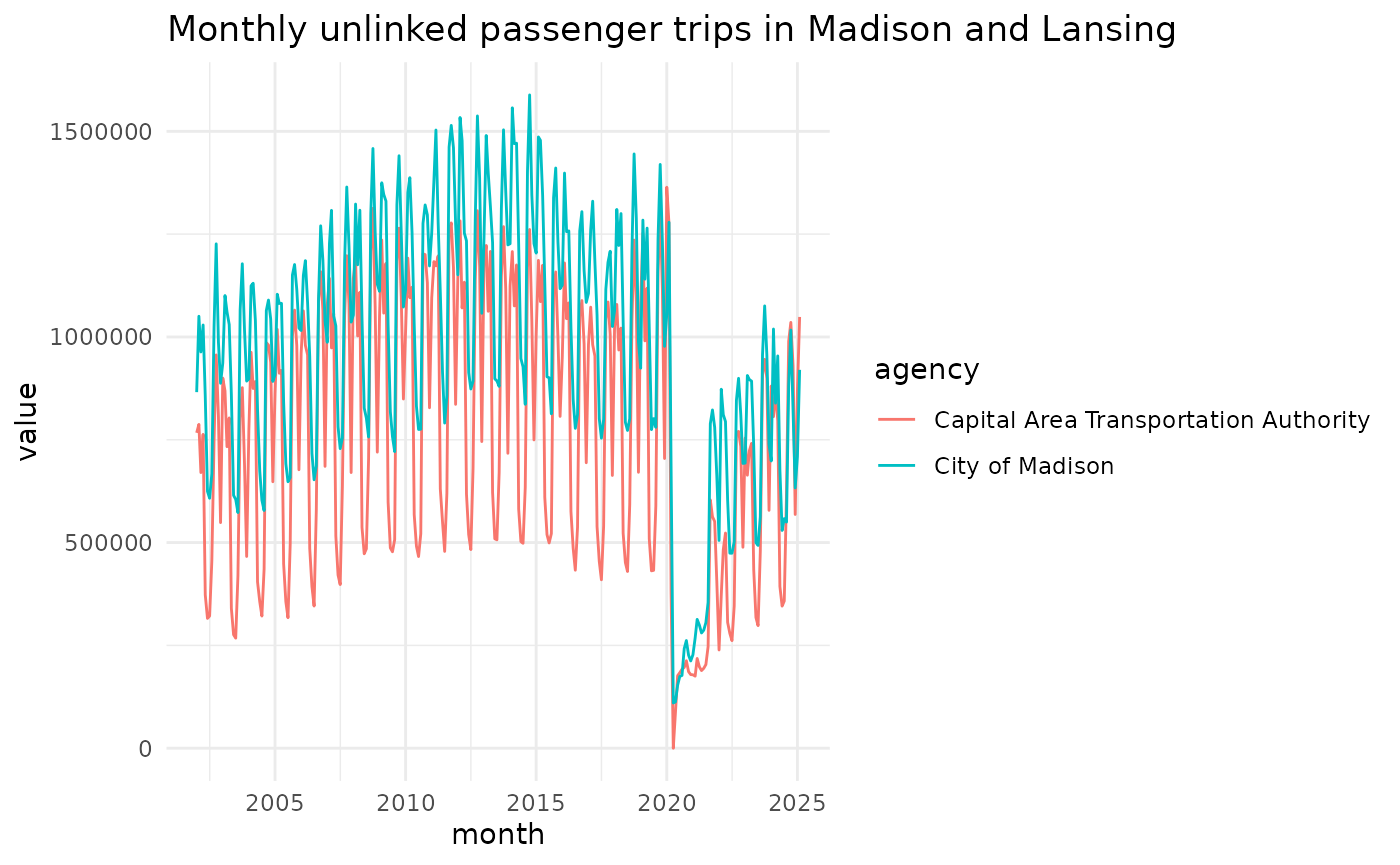 Monthly unlinked passenger trips in Madison and Lansing
value
1500000
1000000
500000
0
2005 2010 2015 2020 2025
month
agency
Capital Area Transportation Authority
City of Madison